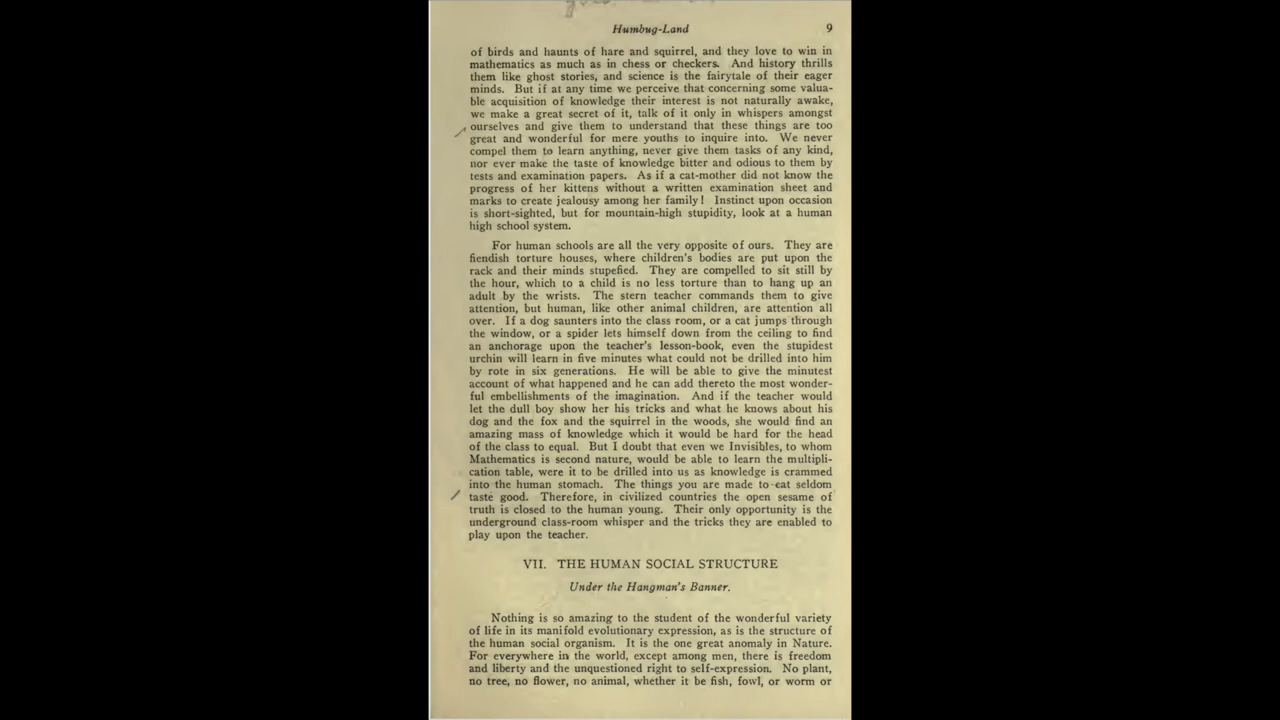 Humbug-Land 9
of birds and haunts of hare and squirrel, and they love to win in
mathematics as much as in chess or checkers. And history thrills
them like ghost stories, and science is the fairytale of their eager
minds. But if at any time we perceive that concerning some valua-
ble acquisition of knowledge their interest is not naturally awake,
we make a great secret of it, talk of it only in whispers amongst
ourselves and give them to understand that these things are too
great and wonderful for mere youths to inquire into. We never
compel them to learn anything, never give them tasks of any kind,
nor ever make the taste of knowledge bitter and odious to them by
tests and examination papers. As if a cat-mother did not know the
progress of her kittens without a written examination sheet and
marks to create jealousy among her family! Instinct upon occasion
is short-sighted, but for mountain-high stupidity, look at a human
high school system.
For human schools are all the very opposite of ours. They are
fiendish torture houses, where children's bodies are put upon the
rack and their minds stupefied. They are compelled to sit still by
the hour, which to a child is no less torture than to hang up an
adult by the wrists. The stern teacher commands them to give
attention, but human, like other animal children, are attention all
over. If a dog saunters into the class room, or a cat jumps through
the window, or a spider lets himself down from the ceiling to find
an anchorage upon the teacher's lesson-book, even the stupidest
urchin will learn in five minutes what could not be drilled into him
by rote in six generations. He will be able to give the minutest
account of what happened and he can add thereto the most wonder-
ful embellishments of the imagination. And if the teacher would
let the dull boy show her his tricks and what he knows about his
dog and the fox and the squirrel in the woods, she would find an
amazing mass of knowledge which it would be hard for the head
of the class to equal. But I doubt that even we Invisibles, to whom
Mathematics is second nature, would be able to learn the multipli-
cation table, were it to be drilled into us as knowledge is crammed
into the human stomach. The things you are made to eat seldom
taste good. Therefore, in civilized countries the open sesame of
truth is closed to the human young. Their only opportunity is the
underground class-room whisper and the tricks they are enabled to
play upon the teacher.
VII. THE HUMAN SOCIAL STRUCTURE
Under the Hangman's Banner.
Nothing is so amazing to the student of the wonderful variety
of life in its manifold evolutionary expression, as is the structure of
the human social organism. It is the one great anomaly in Nature.
For everywhere in the world, except among men, there is freedom
and liberty and the unquestioned right to self-expression. No plant,
no tree, no flower, no animal, whether it be fish, fowl, or worm or